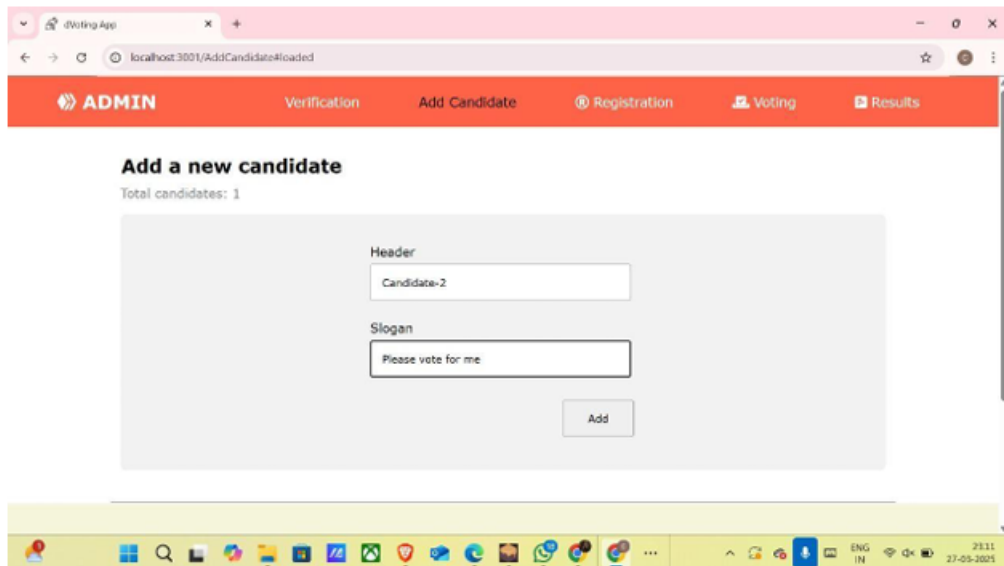 dVoting App
localhost:3001/AddCandidate#loaded
ADMIN Verification Add Candidate ® Registration Voting Results
Add a new candidate
Total candidates: 1
Header
Candidate-2
Slogan
Please vote for me
Add
ENG 23:11
IN 27-05-2025